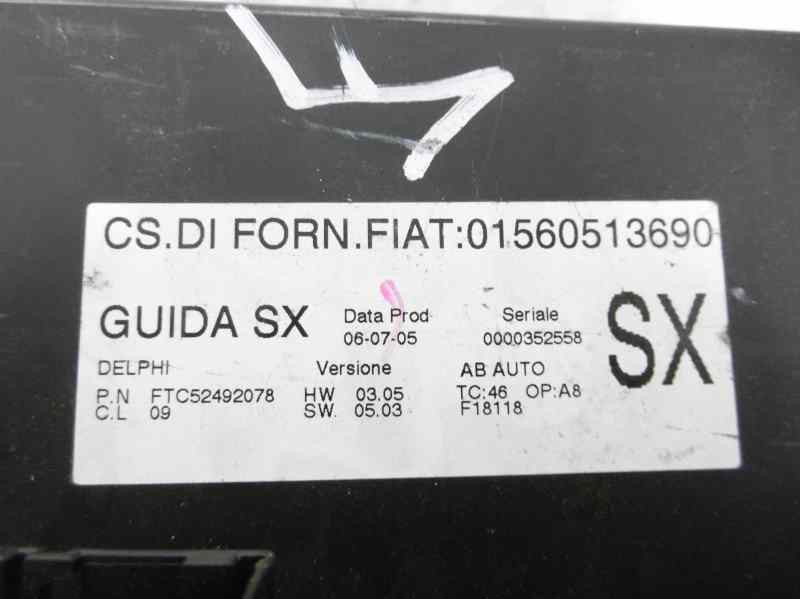 CS.DI FORN.FIAT:01560513690
GUIDA SX
Data Prod
06-07-05
Seriale
0000352558
SX
DELPHI
Versione
AB AUTO
P.N FTC52492078
HW 03.05
TC:46 OP:A8
C.L 09
SW. 05.03
F18118